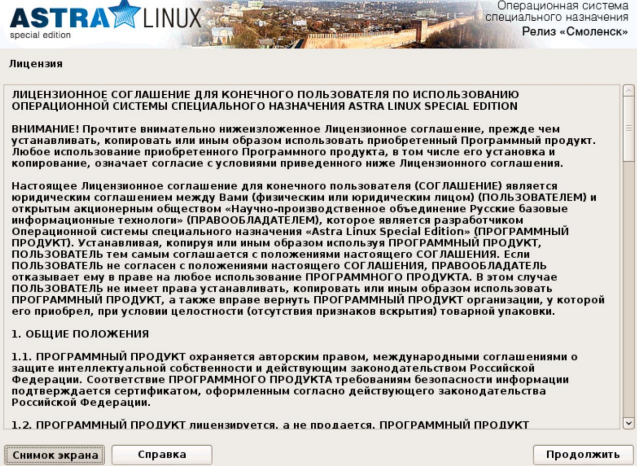 ASTRA LINUX
special edition
Операционная система
специального назначения
Релиз «Смоленск»
Лицензия
ЛИЦЕНЗИОННОЕ СОГЛАШЕНИЕ ДЛЯ КОНЕЧНОГО ПОЛЬЗОВАТЕЛЯ ПО ИСПОЛЬЗОВАНИЮ
ОПЕРАЦИОННОЙ СИСТЕМЫ СПЕЦИАЛЬНОГО НАЗНАЧЕНИЯ ASTRA LINUX SPECIAL EDITION
ВНИМАНИЕ! Прочтите внимательно нижеизложенное Лицензионное соглашение, прежде чем
устанавливать, копировать или иным образом использовать приобретенный Программный продукт.
Любое использование приобретенного Программного продукта, в том числе его установка и
копирование, означает согласие с условиями приведенного ниже Лицензионного соглашения.
Настоящее Лицензионное соглашение для конечного пользователя (СОГЛАШЕНИЕ) является
юридическим соглашением между Вами (физическим или юридическим лицом) (ПОЛЬЗОВАТЕЛЕМ) и
открытым акционерным обществом «Научно-производственное объединение Русские базовые
информационные технологи» (ПРАВООБЛАДАТЕЛЕМ), которое является разработчиком
Операционной системы специального назначения «Astra Linux Special Edition» (ПРОГРАММНЫЙ
ПРОДУКТ). Устанавливая, копируя или иным образом используя ПРОГРАММНЫЙ ПРОДУКТ,
ПОЛЬЗОВАТЕЛЬ тем самым соглашается с положениями настоящего СОГЛАШЕНИЯ. Если
ПОЛЬЗОВАТЕЛЬ не согласен с положениями настоящего СОГЛАШЕНИЯ, ПРАВООБЛАДАТЕЛЬ
отказывает ему в праве на любое использование ПРОГРАММНОГО ПРОДУКТА. В этом случае
ПОЛЬЗОВАТЕЛЬ не имеет права устанавливать, копировать или иным образом использовать
ПРОГРАММНЫЙ ПРОДУКТ, а также вправе вернуть ПРОГРАММНЫЙ ПРОДУКТ организации, у которой
его приобрел, при условии целостности (отсутствия признаков вскрытия) товарной упаковки.
1. ОБЩИЕ ПОЛОЖЕНИЯ
1.1. ПРОГРАММНЫЙ ПРОДУКТ охраняется авторским правом, международными соглашениями о
защите интеллектуальной собственности и действующим законодательством Российской
Федерации. Соответствие ПРОГРАММНОГО ПРОДУКТА требованиям безопасности информации
подтверждается сертификатом, оформленным согласно действующего законодательства
Российской Федерации.
1.2. ПРОГРАММНЫЙ ПРОДУКТ лицензируется, а не продается. ПРОГРАММНЫЙ ПРОДУКТ
Снимок экрана
Справка
Продолжить